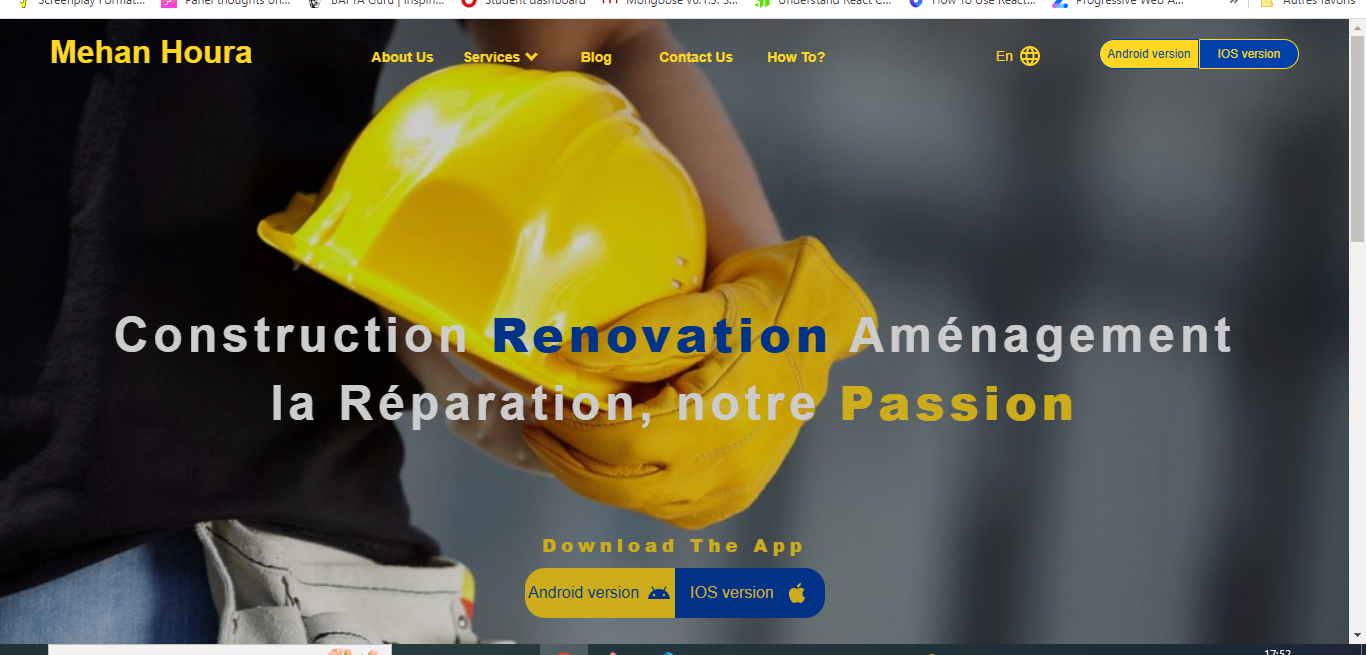 Screenplay Format...
Panel thoughts on...
BAFTA Guru | Inspiri...
Student dashboard
Mongoose v6.1.3: S...
Understand React C...
How To Use React...
Progressive Web A...
»
Autres favoris
Mehan Houra
About Us
Services
Blog
Contact Us
How To?
En
Android version
IOS version
Construction Renovation Aménagement
la Réparation, notre Passion
Download The App
Android version
IOS version
17:52